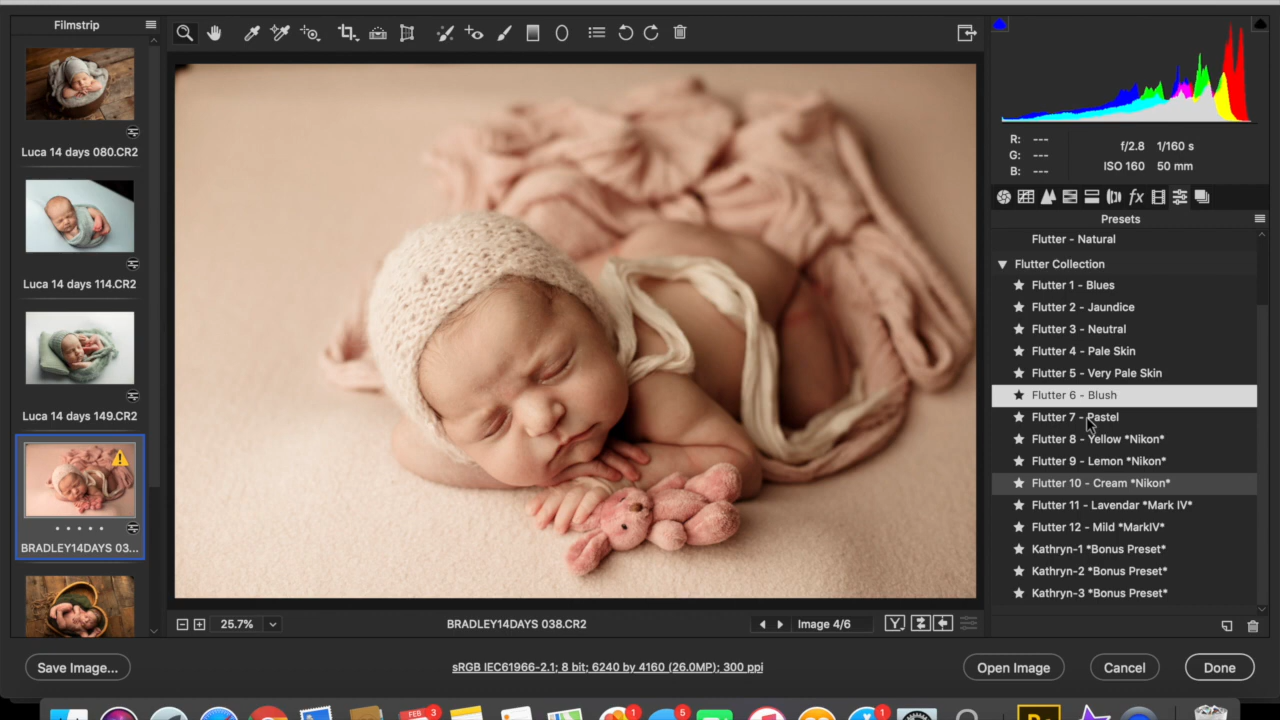 Filmstrip
Luca 14 days 080.CR2
Luca 14 days 114.CR2
Luca 14 days 149.CR2
BRADLEY14DAYS 03...
25.7%
BRADLEY14DAYS 038.CR2
Image 4/6
R: ---
G: ---
B: ---
f/2.8 1/160 s
ISO 160 50 mm
fx
Presets
Flutter - Natural
Flutter Collection
Flutter 1 - Blues
Flutter 2 - Jaundice
Flutter 3 - Neutral
Flutter 4 - Pale Skin
Flutter 5 - Very Pale Skin
Flutter 6 - Blush
Flutter 7 - Pastel
Flutter 8 - Yellow *Nikon*
Flutter 9 - Lemon *Nikon*
Flutter 10 - Cream *Nikon*
Flutter 11 - Lavendar *Mark IV*
Flutter 12 - Mild *MarkIV*
Kathryn-1 *Bonus Preset*
Kathryn-2 *Bonus Preset*
Kathryn-3 *Bonus Preset*
Y
Save Image...
sRGB IEC61966-2.1; 8 bit; 6240 by 4160 (26.0MP); 300 ppi
Open Image
Cancel
Done
FEB 3
1
5
1